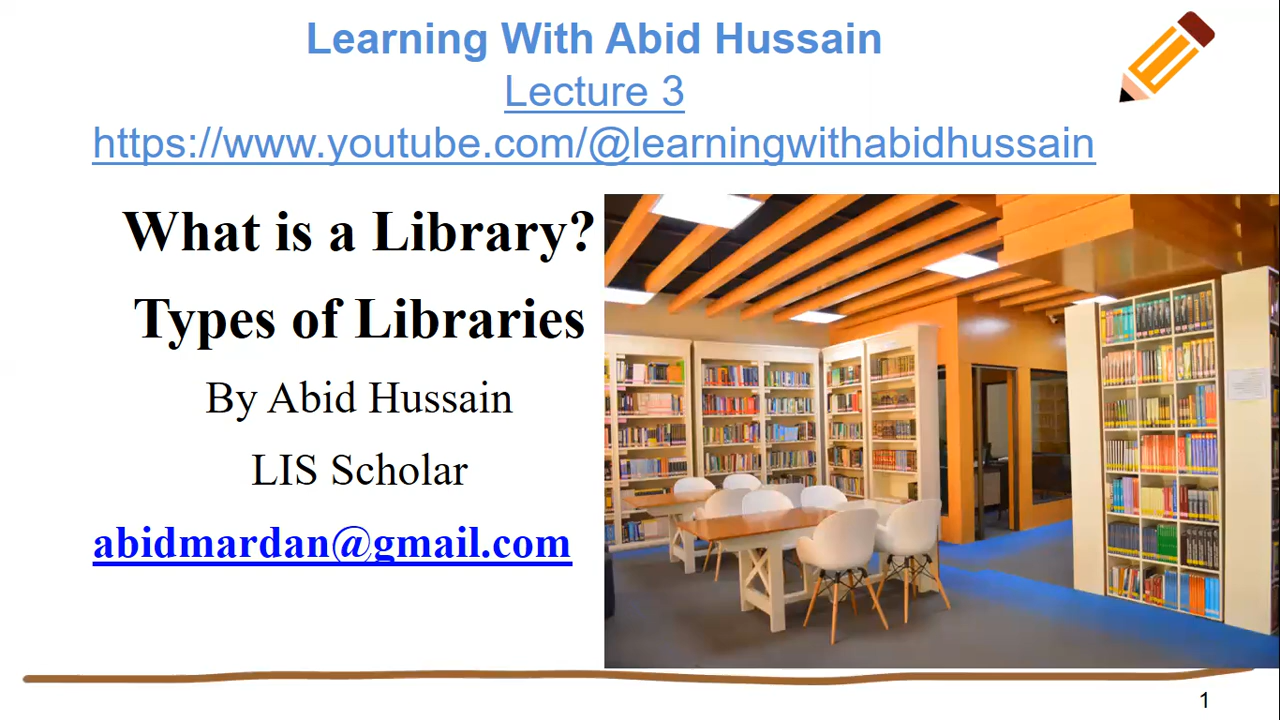 Learning With Abid Hussain
Lecture 3
https://www.youtube.com/@learningwithabidhussain
What is a Library?
Types of Libraries
By Abid Hussain
LIS Scholar
abidmardan@gmail.com
1